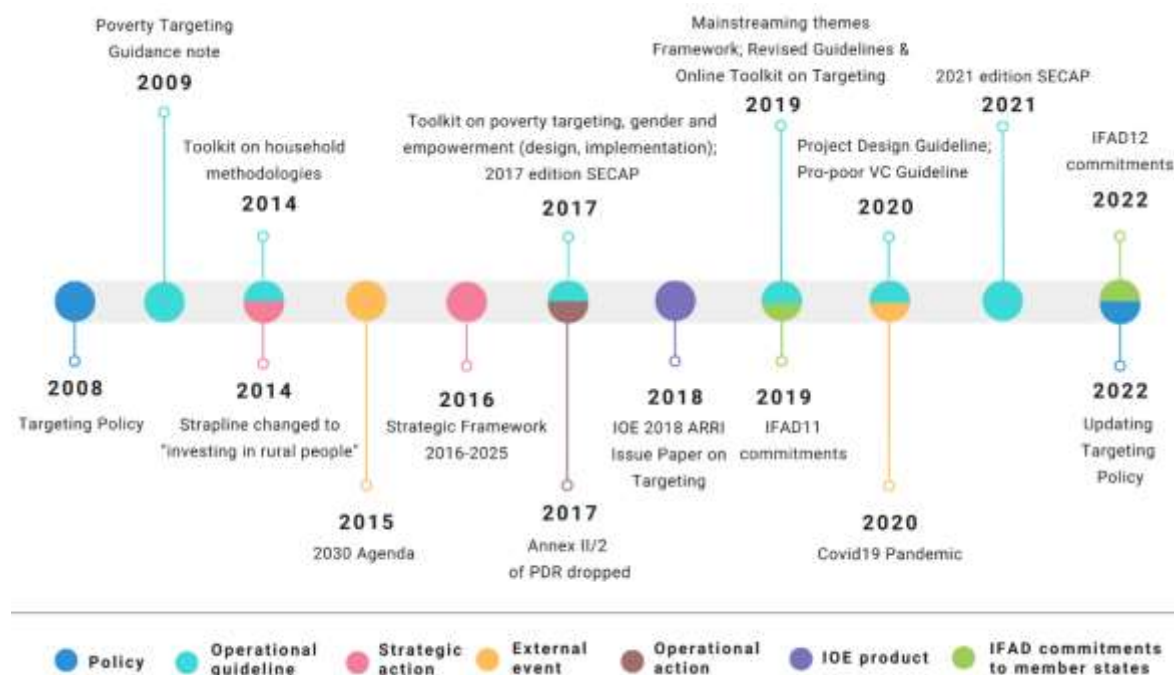 Poverty Targeting
Guidance note
2009
Toolkit on household
methodologies
2014
Toolkit on poverty targeting, gender and
empowerment (design, implementation);
2017 edition SECAP
2017
Mainstreaming themes
Framework, Revised Guidelines &
Online Toolkit on Targeting
2019
Project Design Guideline;
Pro-poor VC Guideline
2020
2021 edition SECAP
2021
IFAD12
commitments
2022
2008
Targeting Policy
2014
Strapline changed to
"investing in rural people"
2015
2030 Agenda
2016
Strategic Framework
2016-2025
2017
Annex II/2
of PDR dropped
2018
IOE 2018 ARRI
Issue Paper on
Targeting
2019
IFAD11
commitments
2020
Covid19 Pandemic
2022
Updating
Targeting
Policy
Policy
Operational
guideline
Strategic
action
External
event
Operational
action
IOE product
IFAD commitments
to member states